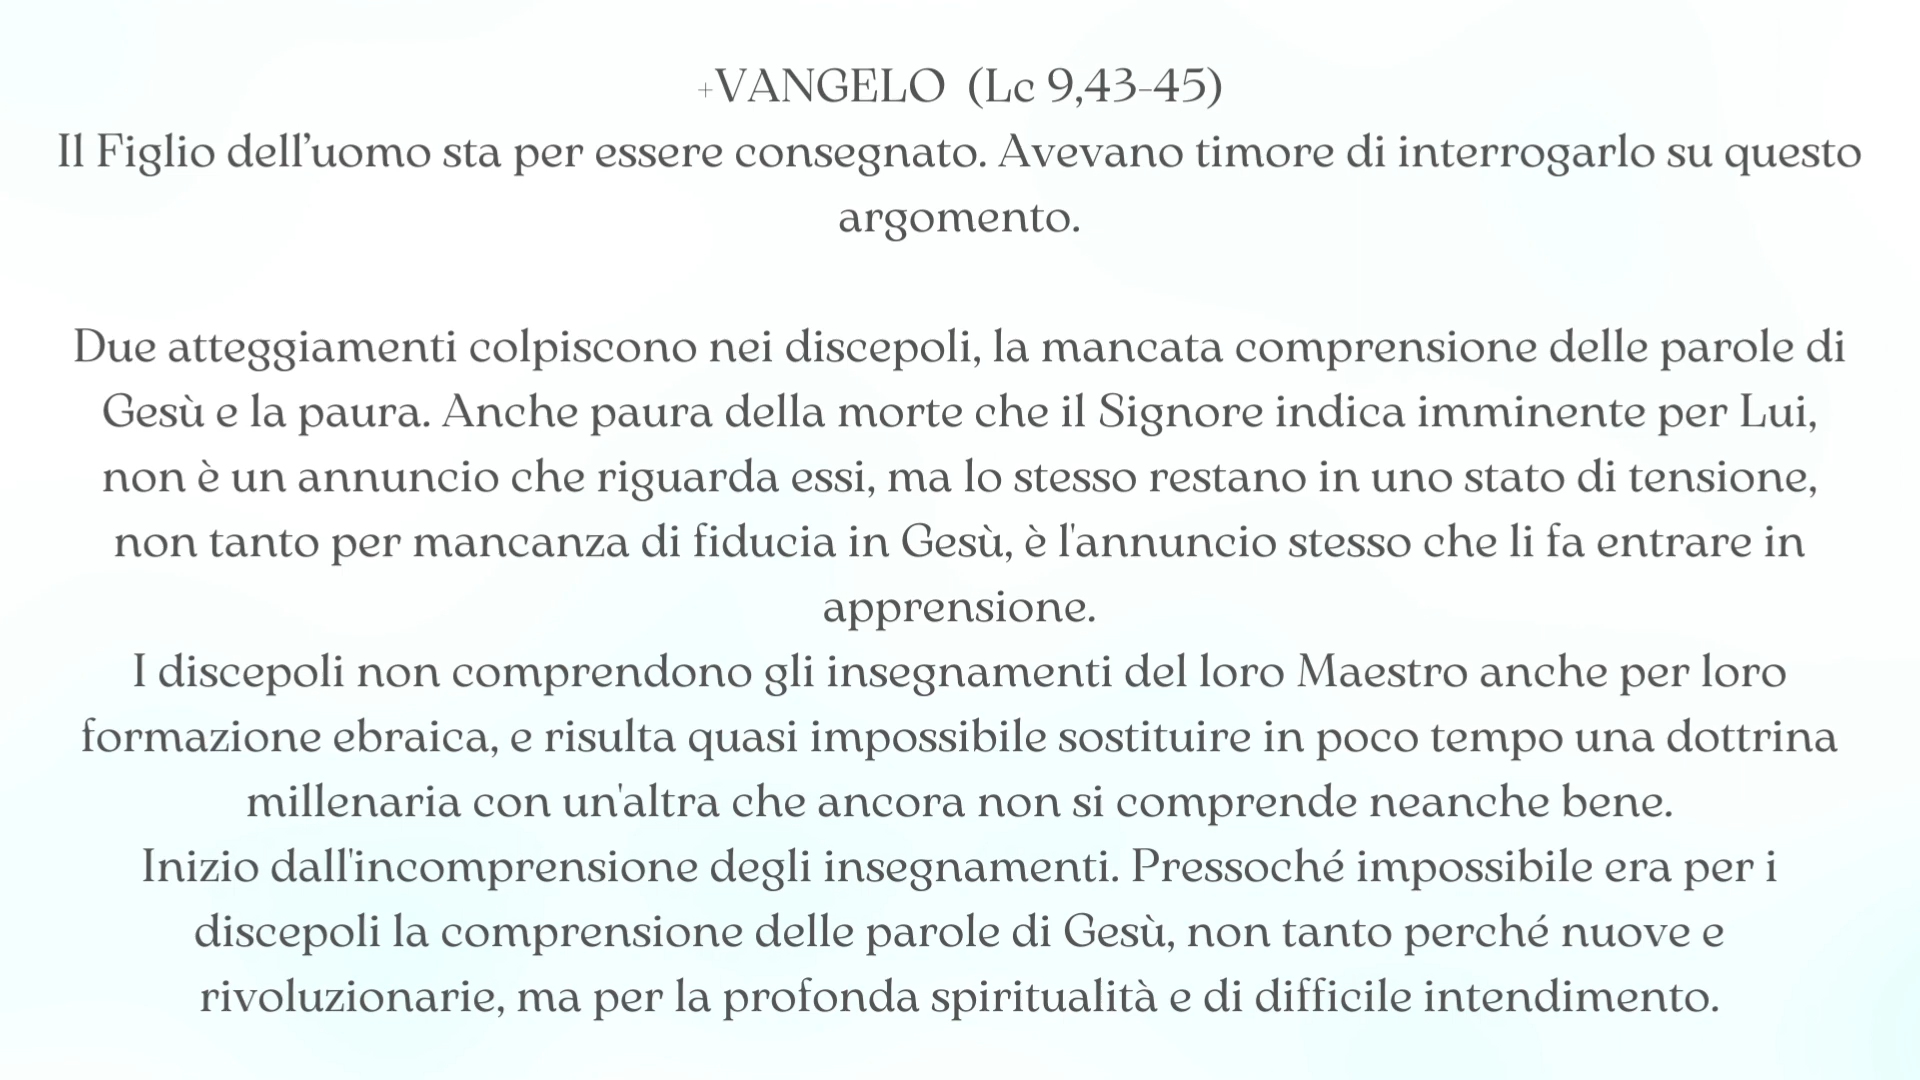 +VANGELO (Lc 9,43-45)
Il Figlio dell’uomo sta per essere consegnato. Avevano timore di interrogarlo su questo
argomento.
Due atteggiamenti colpiscono nei discepoli, la mancata comprensione delle parole di
Gesù e la paura. Anche paura della morte che il Signore indica imminente per Lui,
non è un annuncio che riguarda essi, ma lo stesso restano in uno stato di tensione,
non tanto per mancanza di fiducia in Gesù, è l'annuncio stesso che li fa entrare in
apprensione.
I discepoli non comprendono gli insegnamenti del loro Maestro anche per loro
formazione ebraica, e risulta quasi impossibile sostituire in poco tempo una dottrina
millenaria con un'altra che ancora non si comprende neanche bene.
Inizio dall'incomprensione degli insegnamenti. Pressoché impossibile era per i
discepoli la comprensione delle parole di Gesù, non tanto perché nuove e
rivoluzionarie, ma per la profonda spiritualità e di difficile intendimento.